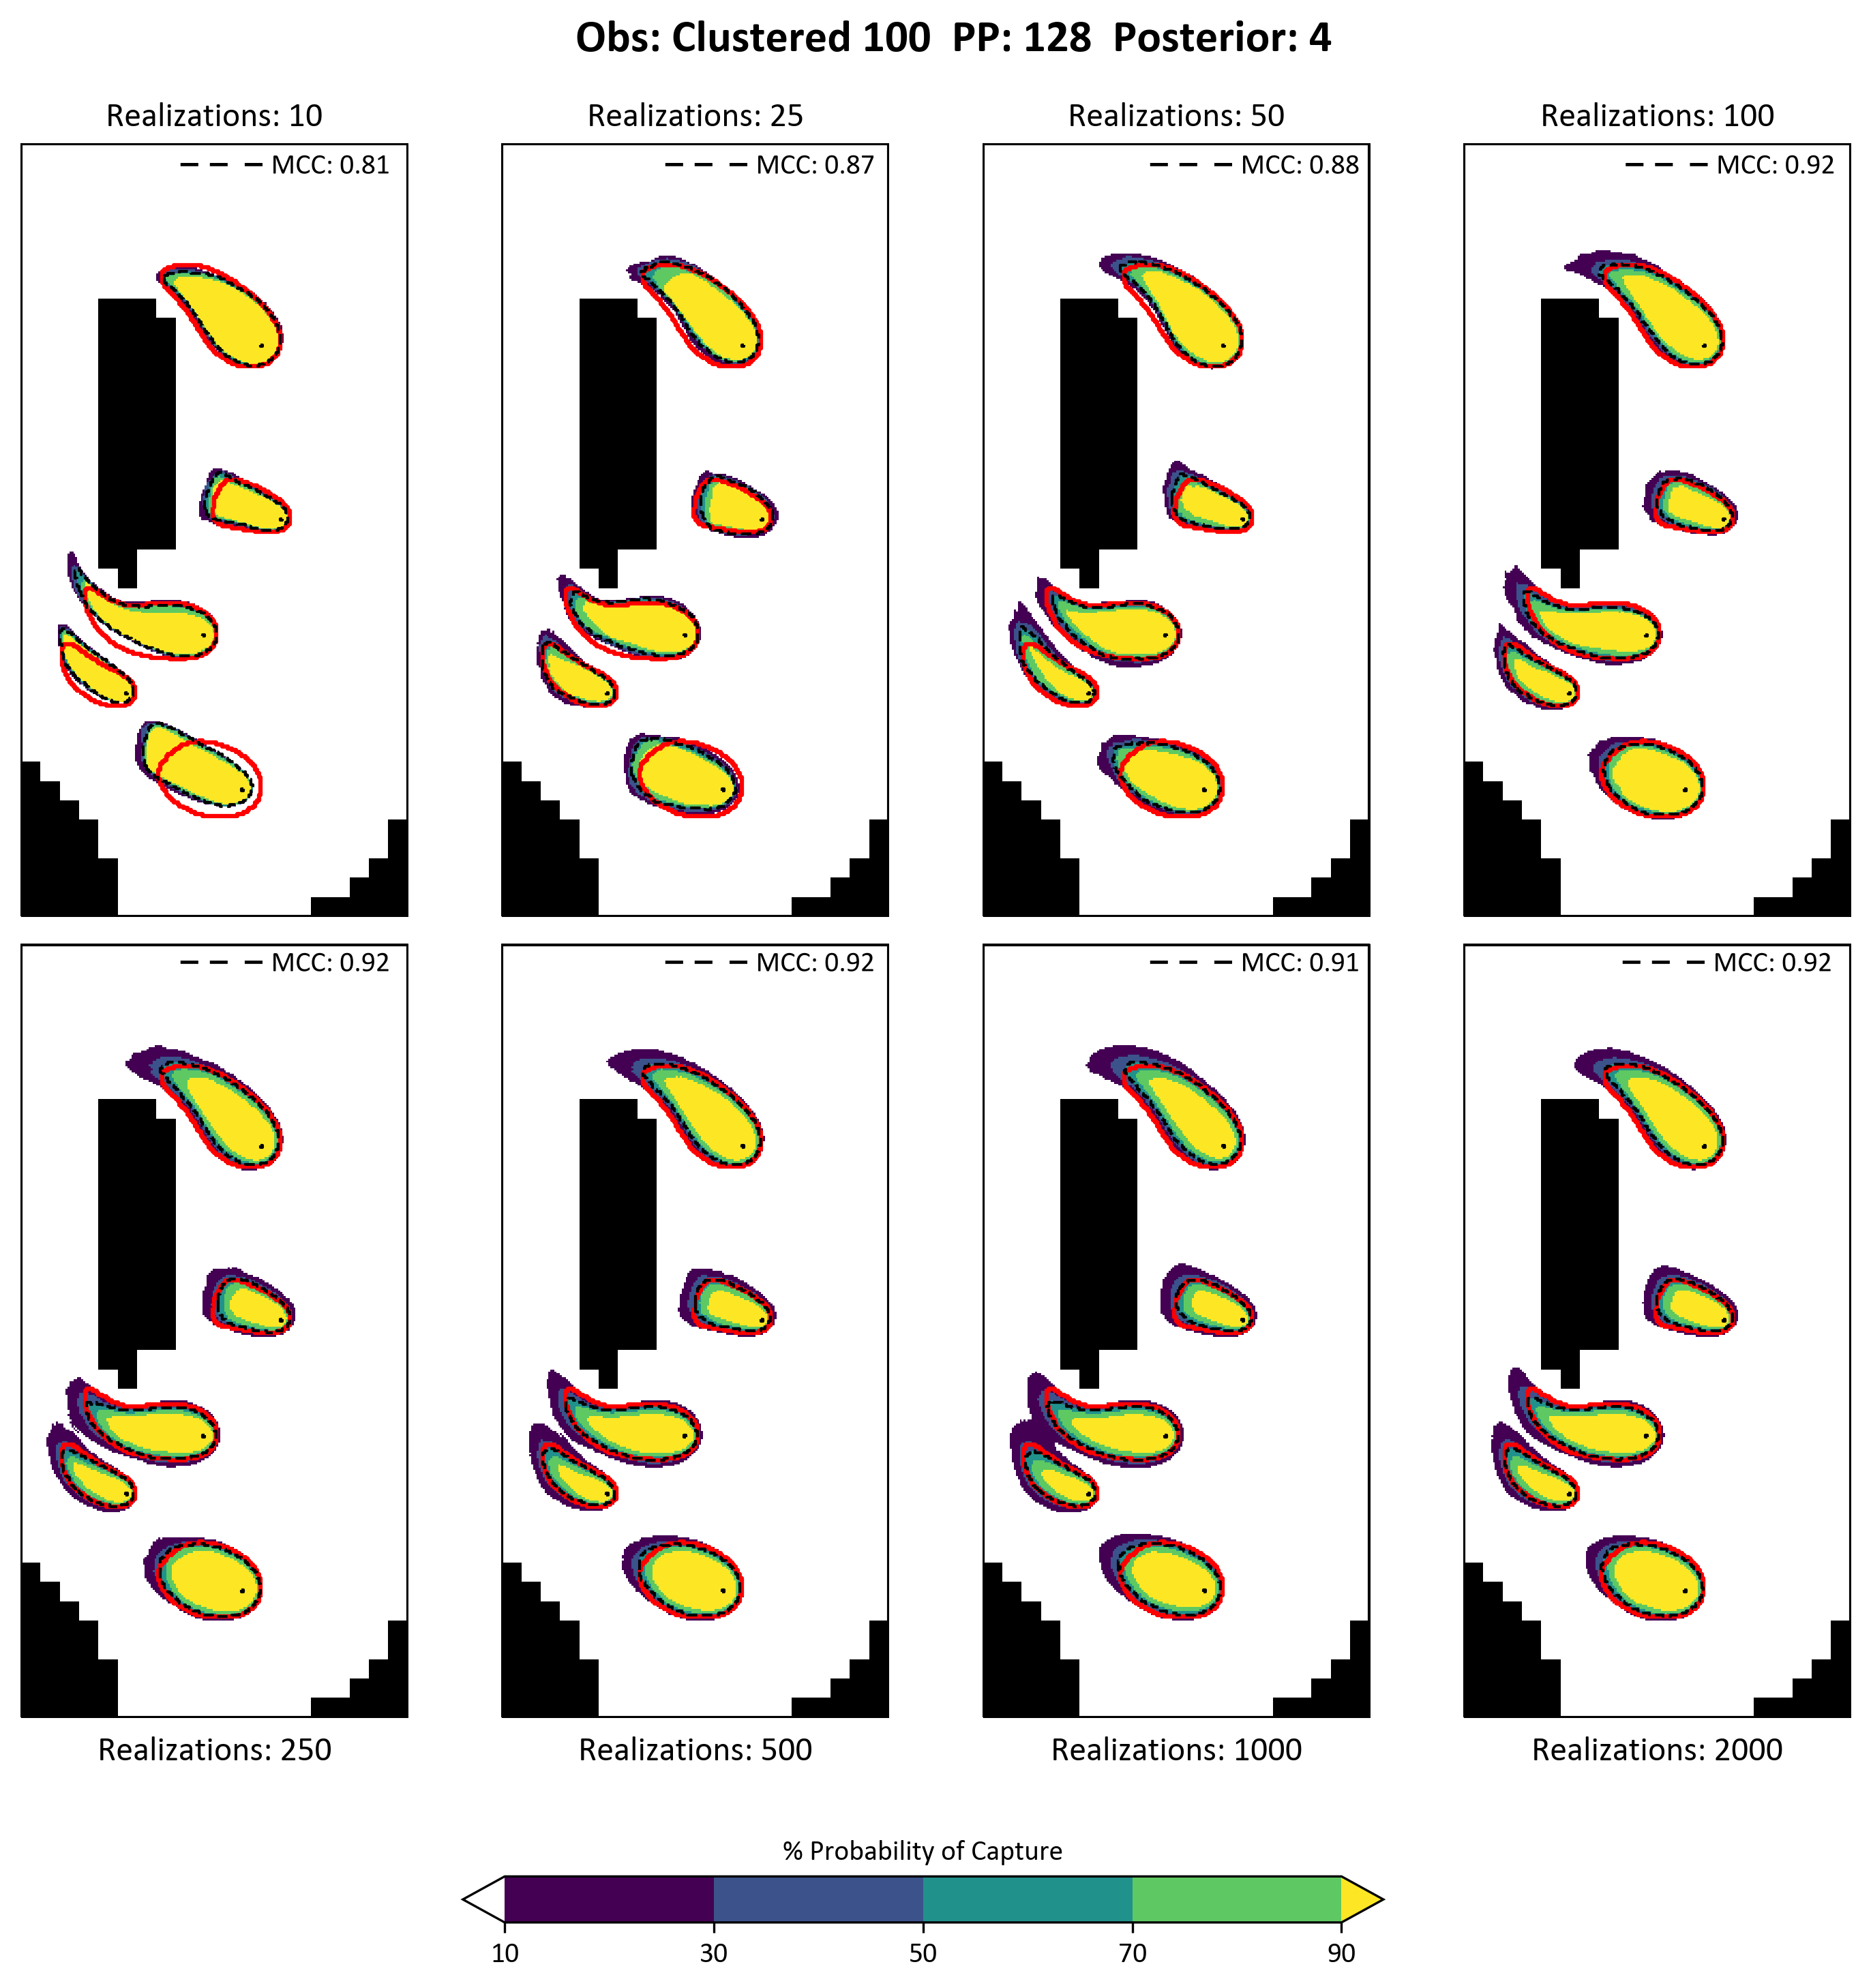 Obs: Clustered 100  PP: 128  Posterior: 4
Realizations: 10
Realizations: 25
Realizations: 50
Realizations: 100
MCC: 0.81
MCC: 0.87
MCC: 0.88
MCC: 0.92
MCC: 0.92
MCC: 0.92
MCC: 0.91
MCC: 0.92
Realizations: 250
Realizations: 500
Realizations: 1000
Realizations: 2000
% Probability of Capture
10 30 50 70 90